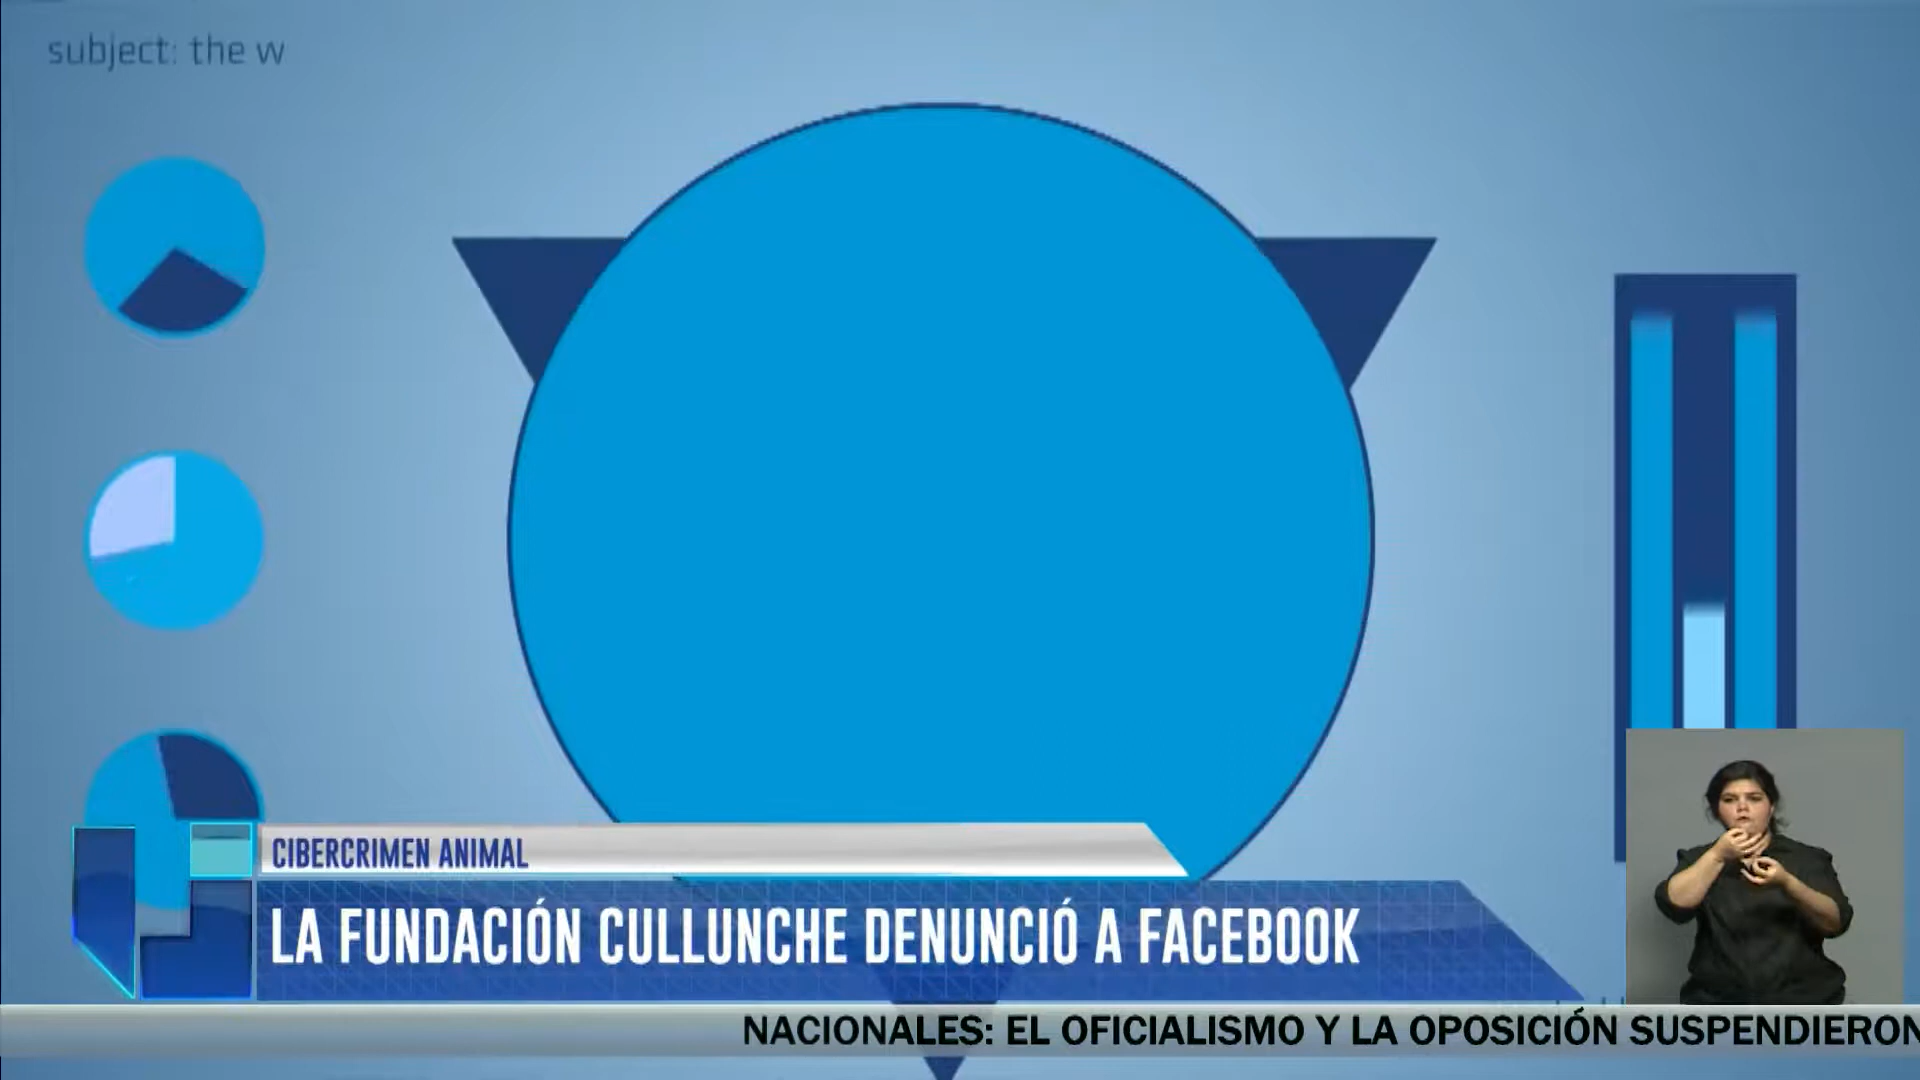 subject: the w
CIBERCRIMEN ANIMAL
LA FUNDACIÓN CULLUNCHE DENUNCIÓ A FACEBOOK
NACIONALES: EL OFICIALISMO Y LA OPOSICIÓN SUSPENDIERON